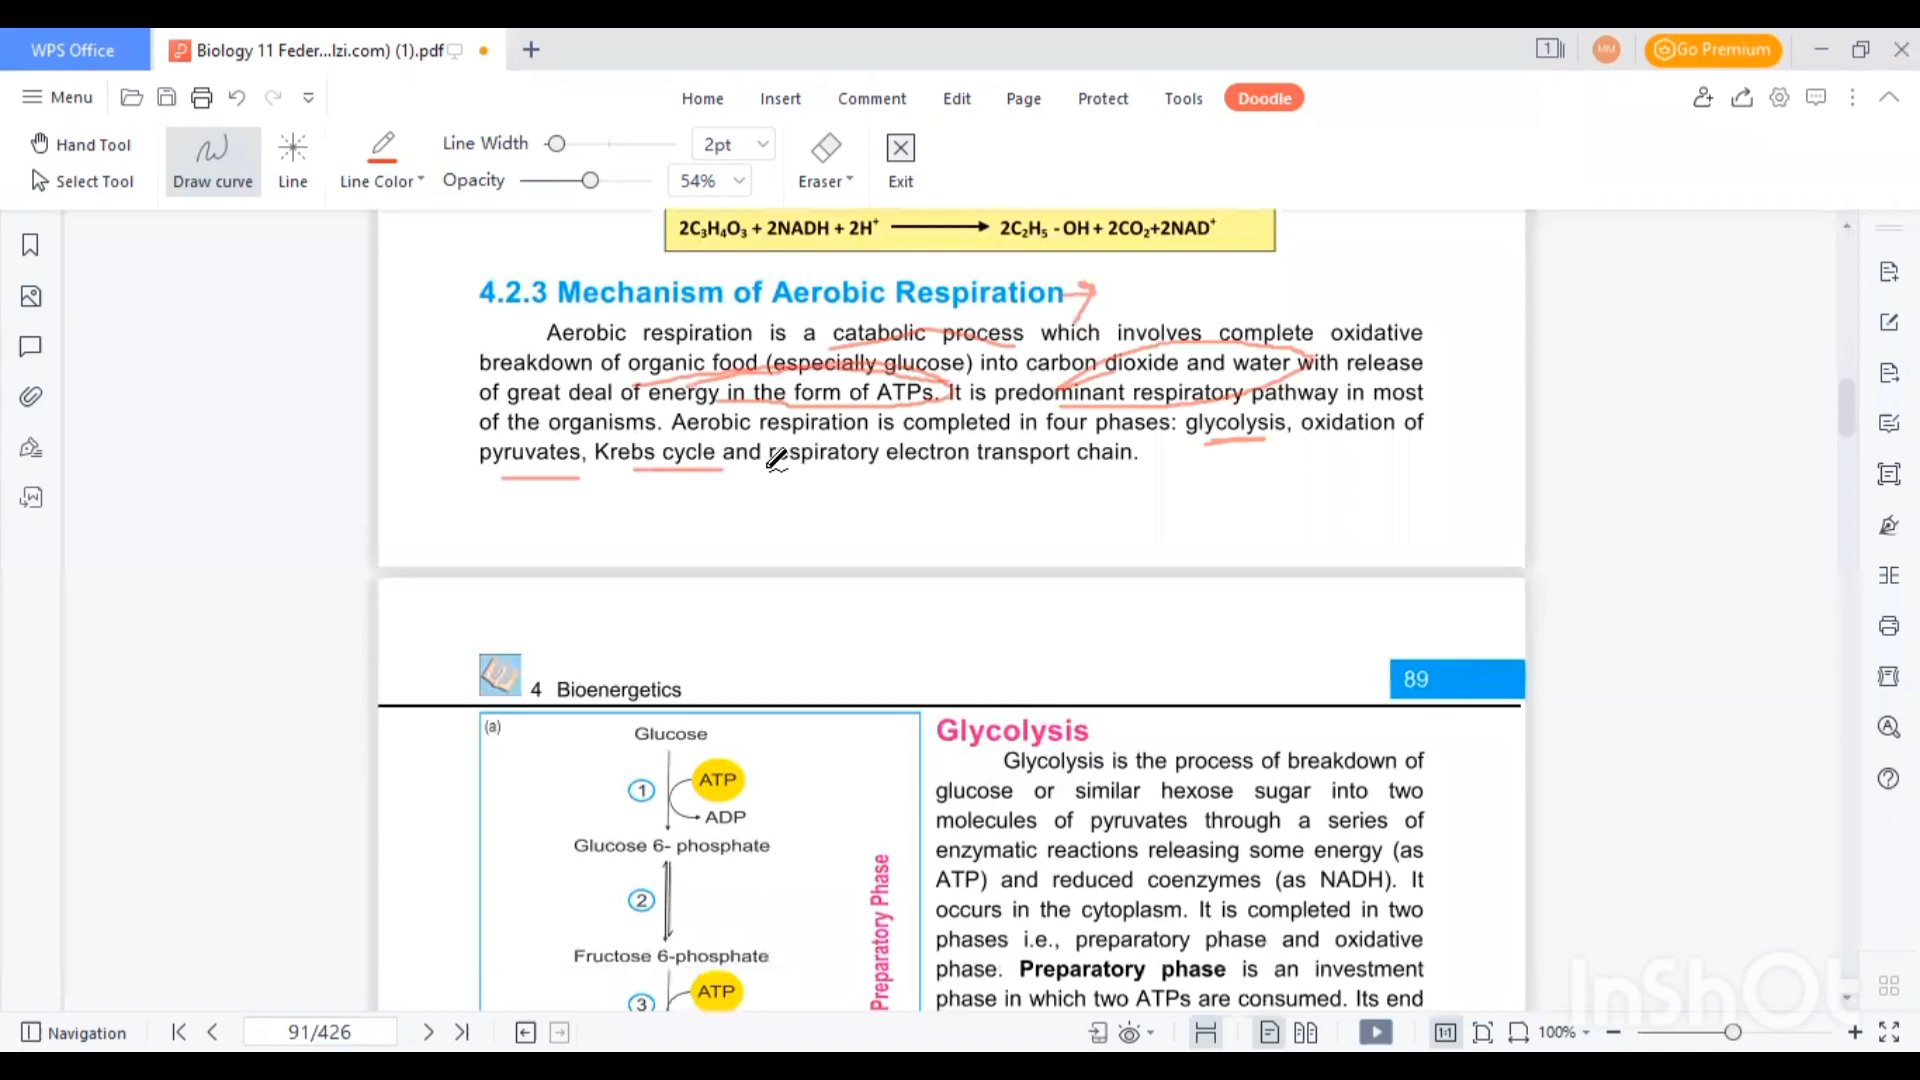 WPS Office
Biology 11 Feder...lzi.com) (1).pdf
1
MM
Go Premium
Menu
Home
Insert
Comment
Edit
Page
Protect
Tools
Doodle
Hand Tool
Select Tool
Draw curve
Line
Line Color
Line Width
2pt
Opacity
54%
Eraser
Exit
2C₃H₄O₃ + 2NADH + 2H⁺ → 2C₂H₅ - OH + 2CO₂+2NAD⁺
4.2.3 Mechanism of Aerobic Respiration
Aerobic respiration is a catabolic process which involves complete oxidative
breakdown of organic food (especially glucose) into carbon dioxide and water with release
of great deal of energy in the form of ATPs. It is predominant respiratory pathway in most
of the organisms. Aerobic respiration is completed in four phases: glycolysis, oxidation of
pyruvates, Krebs cycle and respiratory electron transport chain.
4 Bioenergetics
89
(a)
Glucose
1
ATP
ADP
Glucose 6- phosphate
2
Fructose 6-phosphate
3
ATP
Preparatory Phase
Glycolysis
Glycolysis is the process of breakdown of
glucose or similar hexose sugar into two
molecules of pyruvates through a series of
enzymatic reactions releasing some energy (as
ATP) and reduced coenzymes (as NADH). It
occurs in the cytoplasm. It is completed in two
phases i.e., preparatory phase and oxidative
phase. Preparatory phase is an investment
phase in which two ATPs are consumed. Its end
InShOt
Navigation
91/426
1:1
100%